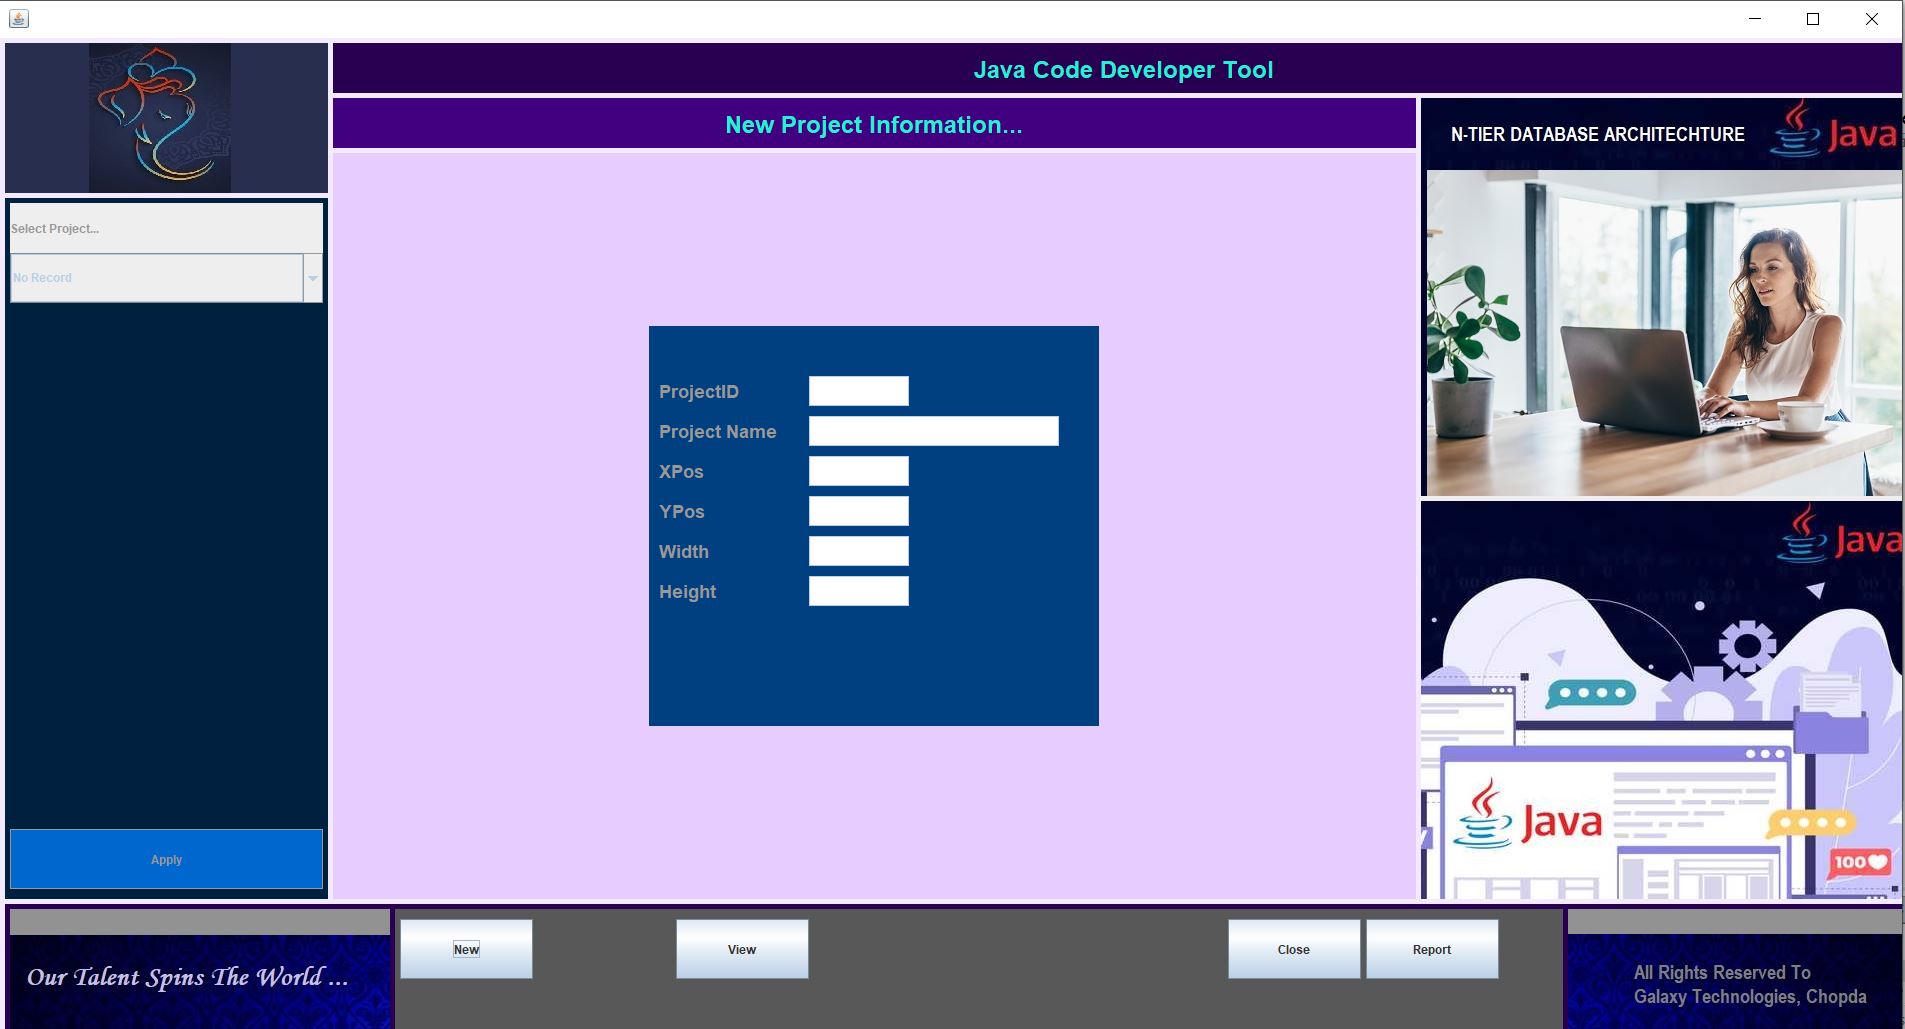 Java Code Developer Tool
New Project Information...
N-TIER DATABASE ARCHITECHTURE
Java
Select Project...
No Record
ProjectID
Project Name
XPos
YPos
Width
Height
Java
Java
100
Apply
New
View
Close
Report
Our Talent Spins The World ...
All Rights Reserved To
Galaxy Technologies, Chopda